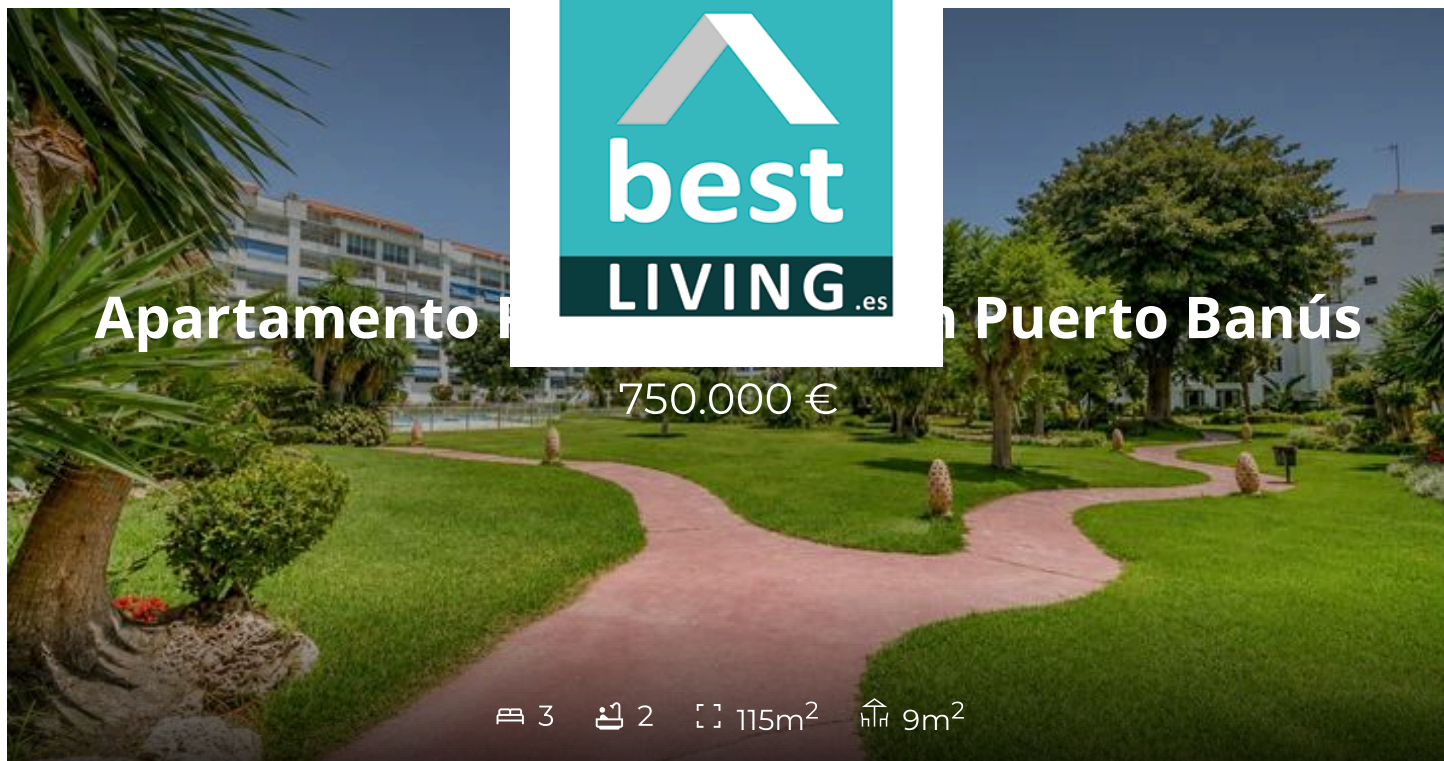 best
LIVING.es
Apartamento Puerto Banús
750.000 €
3 2 115m² 9m²